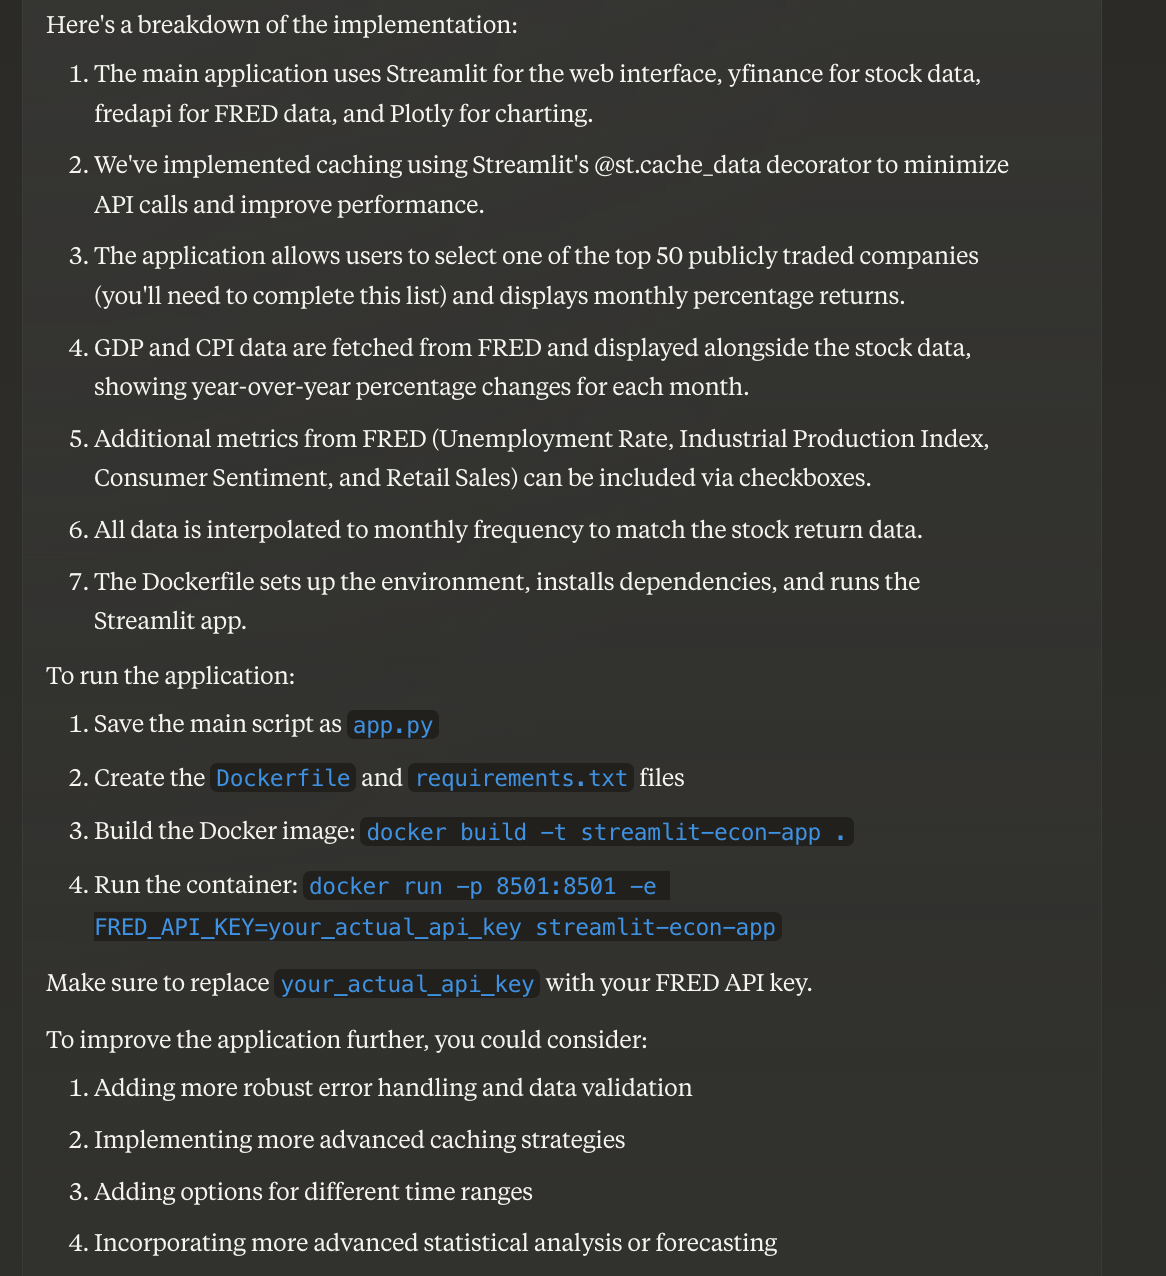 Here's a breakdown of the implementation:
1. The main application uses Streamlit for the web interface, yfinance for stock data,
fredapi for FRED data, and Plotly for charting.
2. We've implemented caching using Streamlit's @st.cache_data decorator to minimize
API calls and improve performance.
3. The application allows users to select one of the top 50 publicly traded companies
(you'll need to complete this list) and displays monthly percentage returns.
4. GDP and CPI data are fetched from FRED and displayed alongside the stock data,
showing year-over-year percentage changes for each month.
5. Additional metrics from FRED (Unemployment Rate, Industrial Production Index,
Consumer Sentiment, and Retail Sales) can be included via checkboxes.
6. All data is interpolated to monthly frequency to match the stock return data.
7. The Dockerfile sets up the environment, installs dependencies, and runs the
Streamlit app.
To run the application:
1. Save the main script as app.py
2. Create the Dockerfile and requirements.txt files
3. Build the Docker image: docker build -t streamlit-econ-app .
4. Run the container: docker run -p 8501:8501 -e
FRED_API_KEY=your_actual_api_key streamlit-econ-app
Make sure to replace your_actual_api_key with your FRED API key.
To improve the application further, you could consider:
1. Adding more robust error handling and data validation
2. Implementing more advanced caching strategies
3. Adding options for different time ranges
4. Incorporating more advanced statistical analysis or forecasting